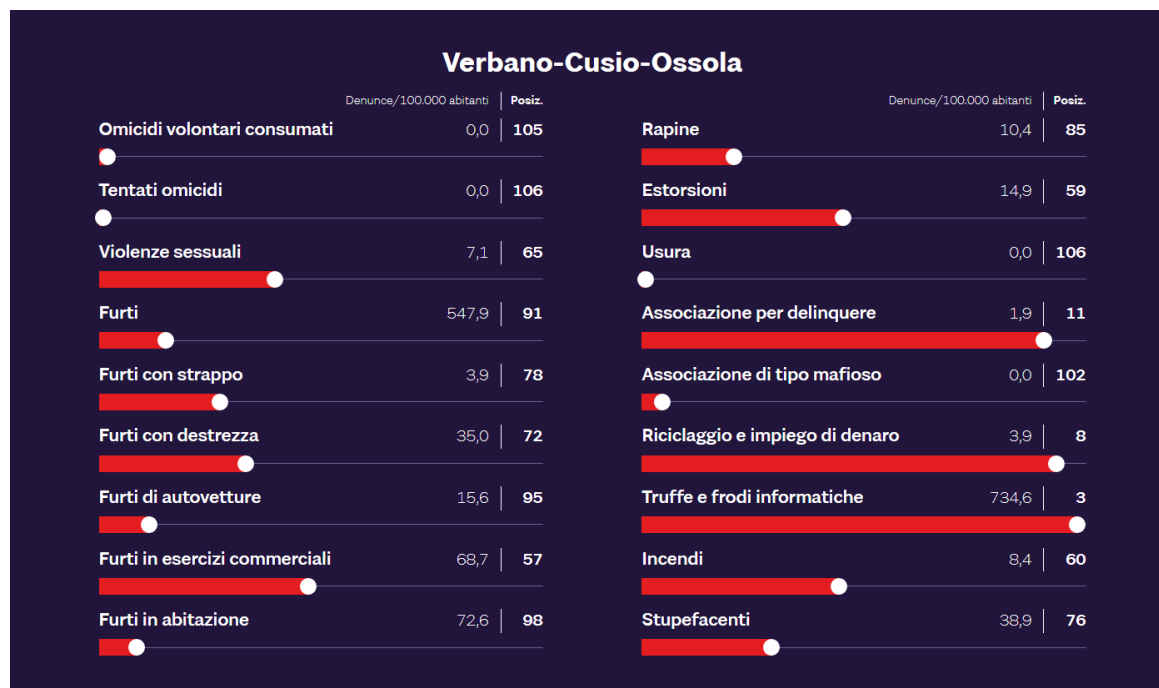 Verbano-Cusio-Ossola
Denunce/100.000 abitanti Posiz.
Omicidi volontari consumati 0,0 105
Tentati omicidi 0,0 106
Violenze sessuali 7,1 65
Furti 547,9 91
Furti con strappo 3,9 78
Furti con destrezza 35,0 72
Furti di autovetture 15,6 95
Furti in esercizi commerciali 68,7 57
Furti in abitazione 72,6 98
Denunce/100.000 abitanti Posiz.
Rapine 10,4 85
Estorsioni 14,9 59
Usura 0,0 106
Associazione per delinquere 1,9 11
Associazione di tipo mafioso 0,0 102
Riciclaggio e impiego di denaro 3,9 8
Truffe e frodi informatiche 734,6 3
Incendi 8,4 60
Stupefacenti 38,9 76